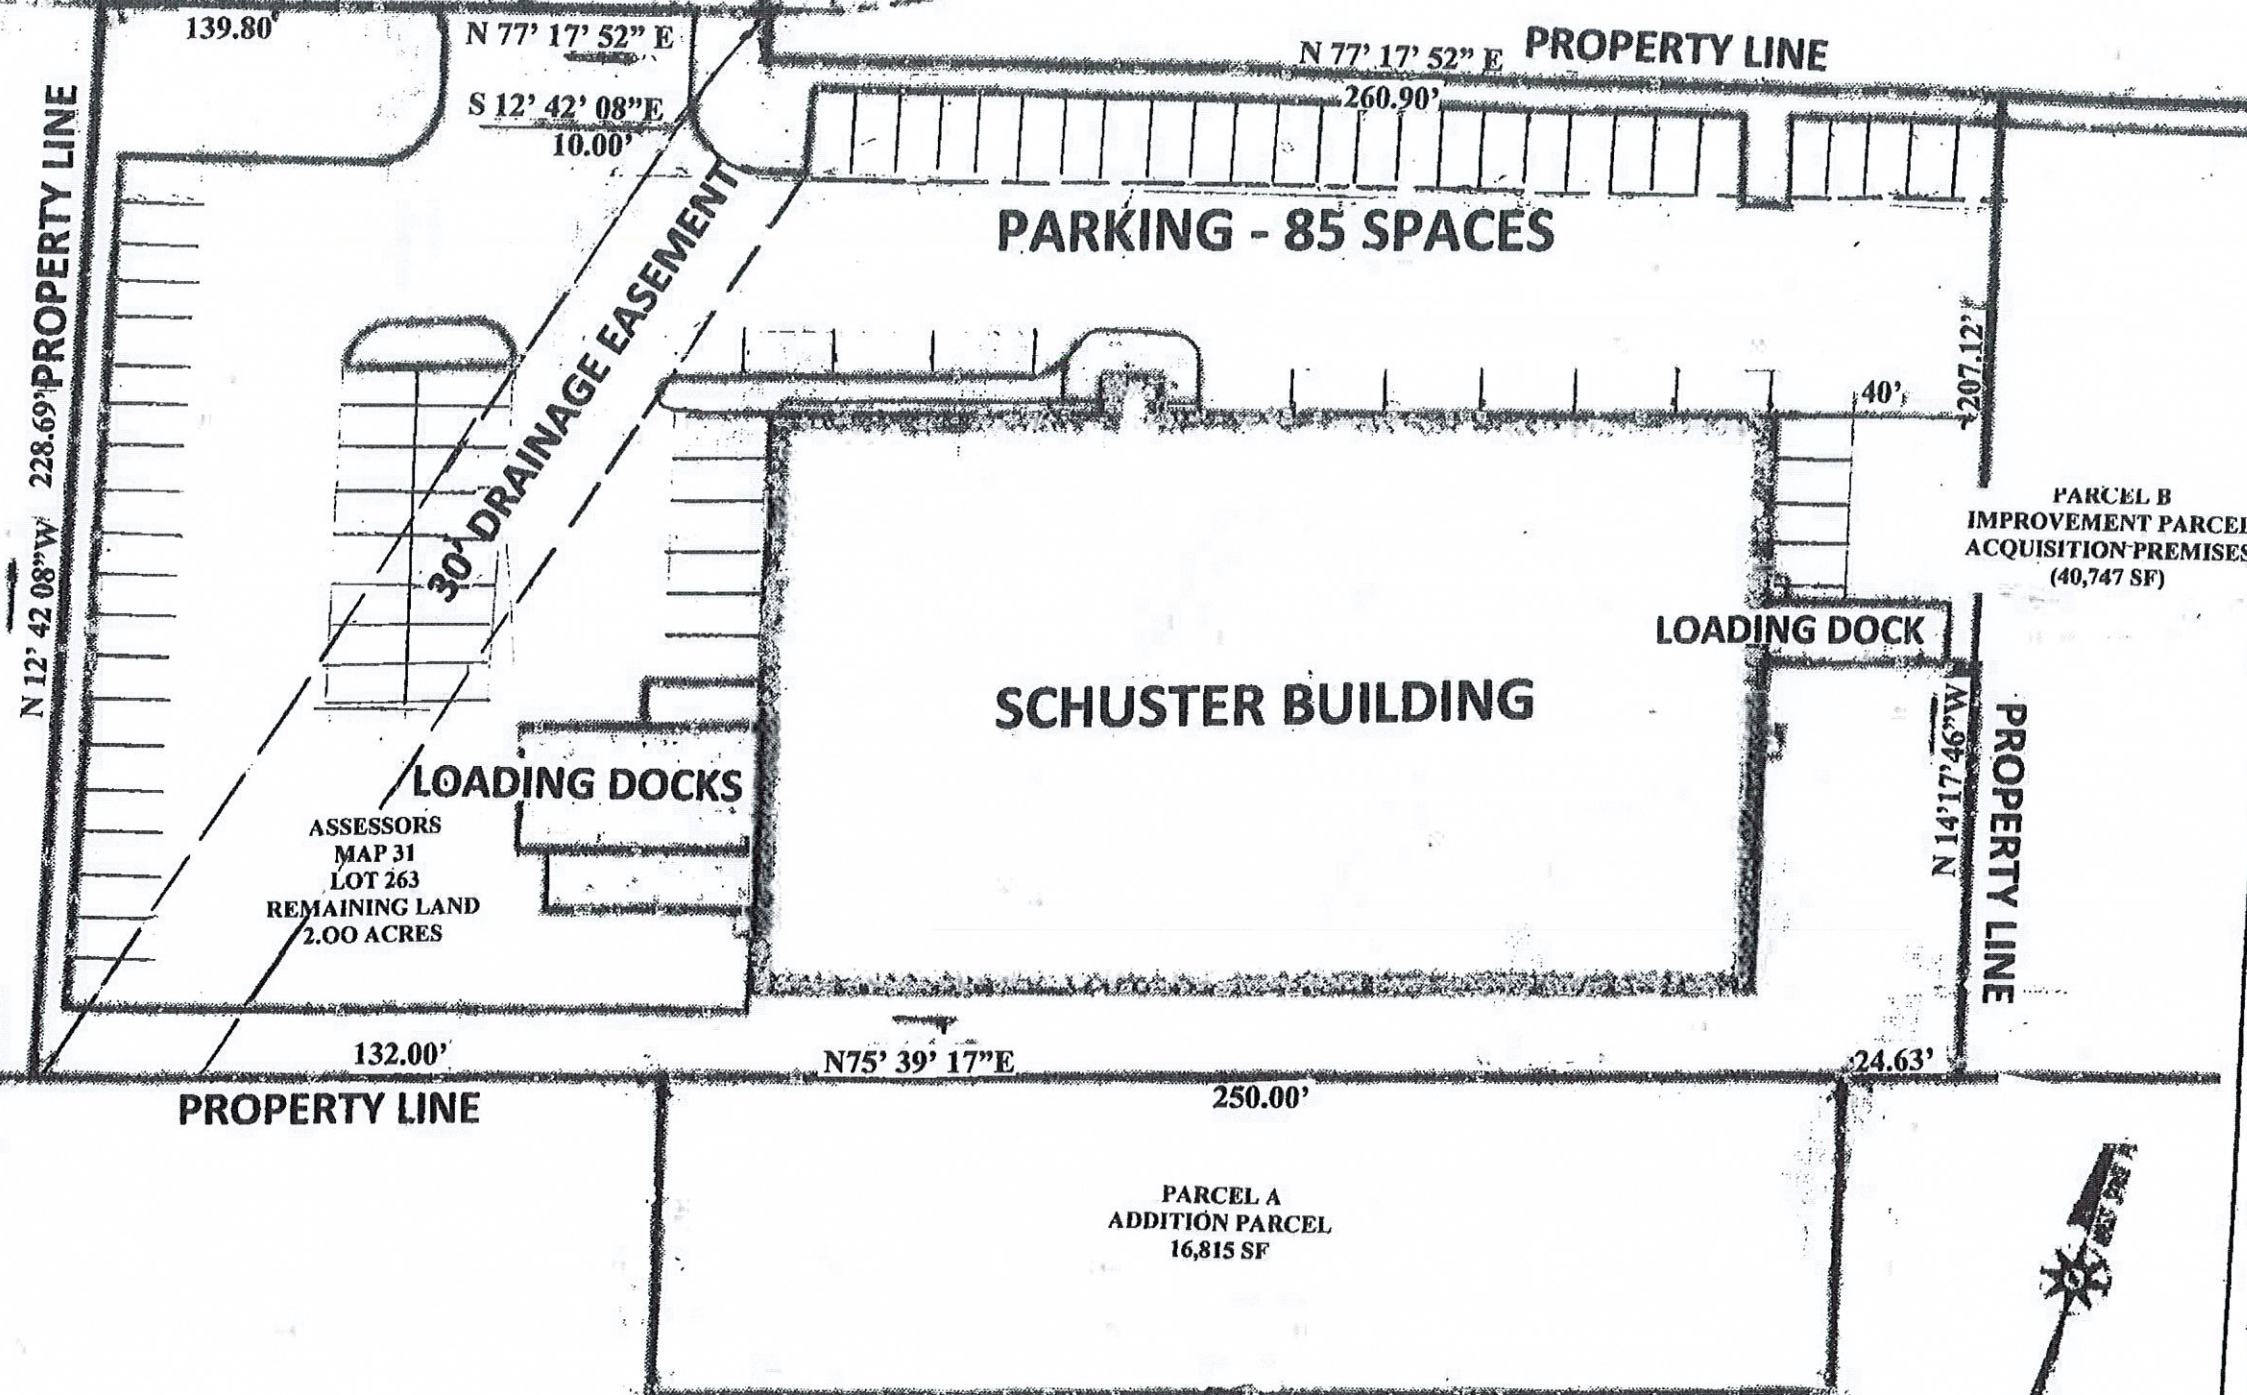 139.80'
N 77' 17' 52” E
S 12' 42' 08”E
10.00'
N 77' 17' 52” E
PROPERTY LINE
260.90'
PROPERTY LINE
N 12' 42 08”W 228.69'
30' DRAINAGE EASEMENT
PARKING - 85 SPACES
207.12'
40'
PARCEL B
IMPROVEMENT PARCEL
ACQUISITION PREMISES
(40,747 SF)
LOADING DOCK
SCHUSTER BUILDING
LOADING DOCKS
N 14' 17' 46”W
PROPERTY LINE
ASSESSORS
MAP 31
LOT 263
REMAINING LAND
2.OO ACRES
132.00'
N75' 39' 17”E
24.63'
PROPERTY LINE
250.00'
PARCEL A
ADDITION PARCEL
16,815 SF